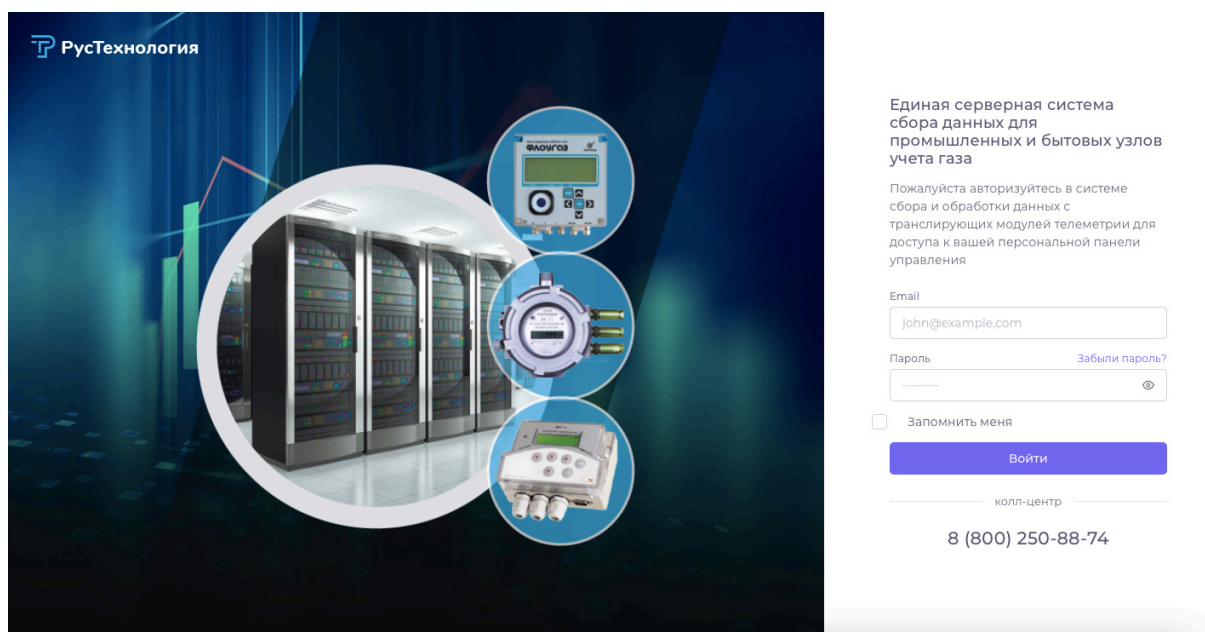 РусТехнология
ФЛОУГАЗ
Единая серверная система
сбора данных для
промышленных и бытовых узлов
учета газа
Пожалуйста авторизуйтесь в системе
сбора и обработки данных с
транслирующих модулей телеметрии для
доступа к вашей персональной панели
управления
Email
john@example.com
Пароль
Забыли пароль?
············
Запомнить меня
Войти
колл-центр
8 (800) 250-88-74